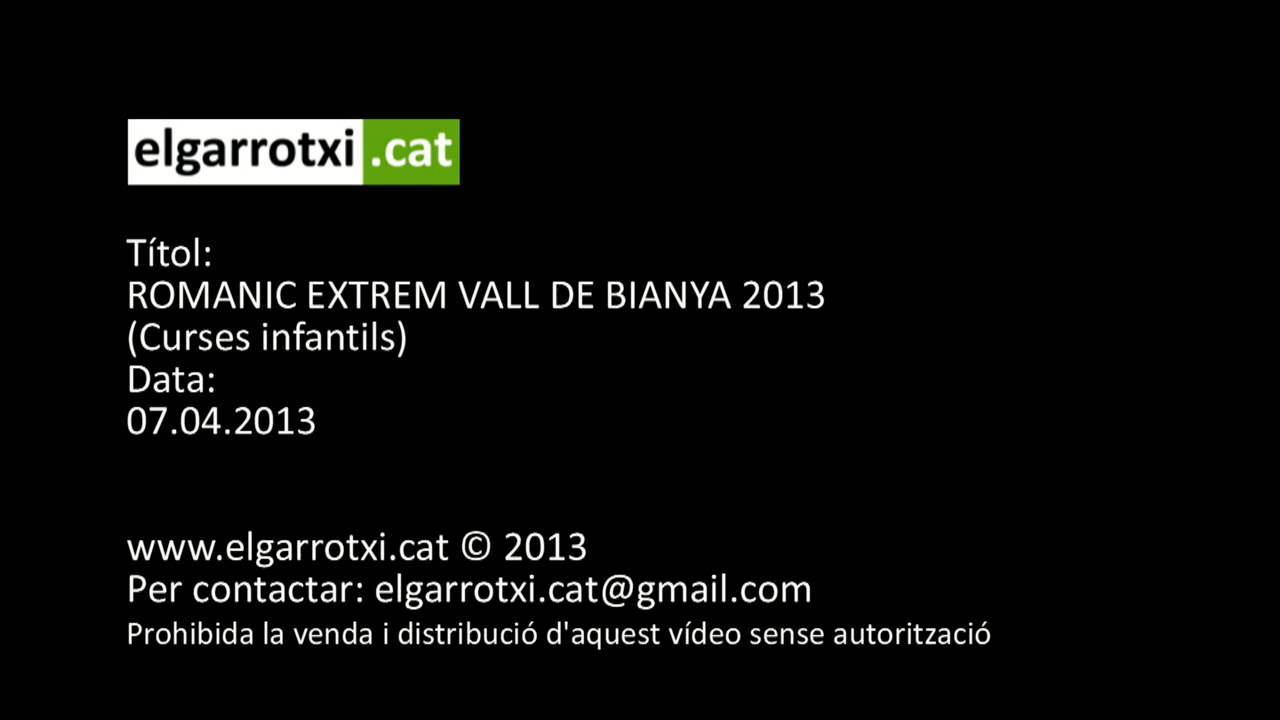 elgarrotxi.cat
Títol:
ROMANIC EXTREM VALL DE BIANYA 2013
(Curses infantils)
Data:
07.04.2013
www.elgarrotxi.cat © 2013
Per contactar: elgarrotxi.cat@gmail.com
Prohibida la venda i distribució d'aquest vídeo sense autorització